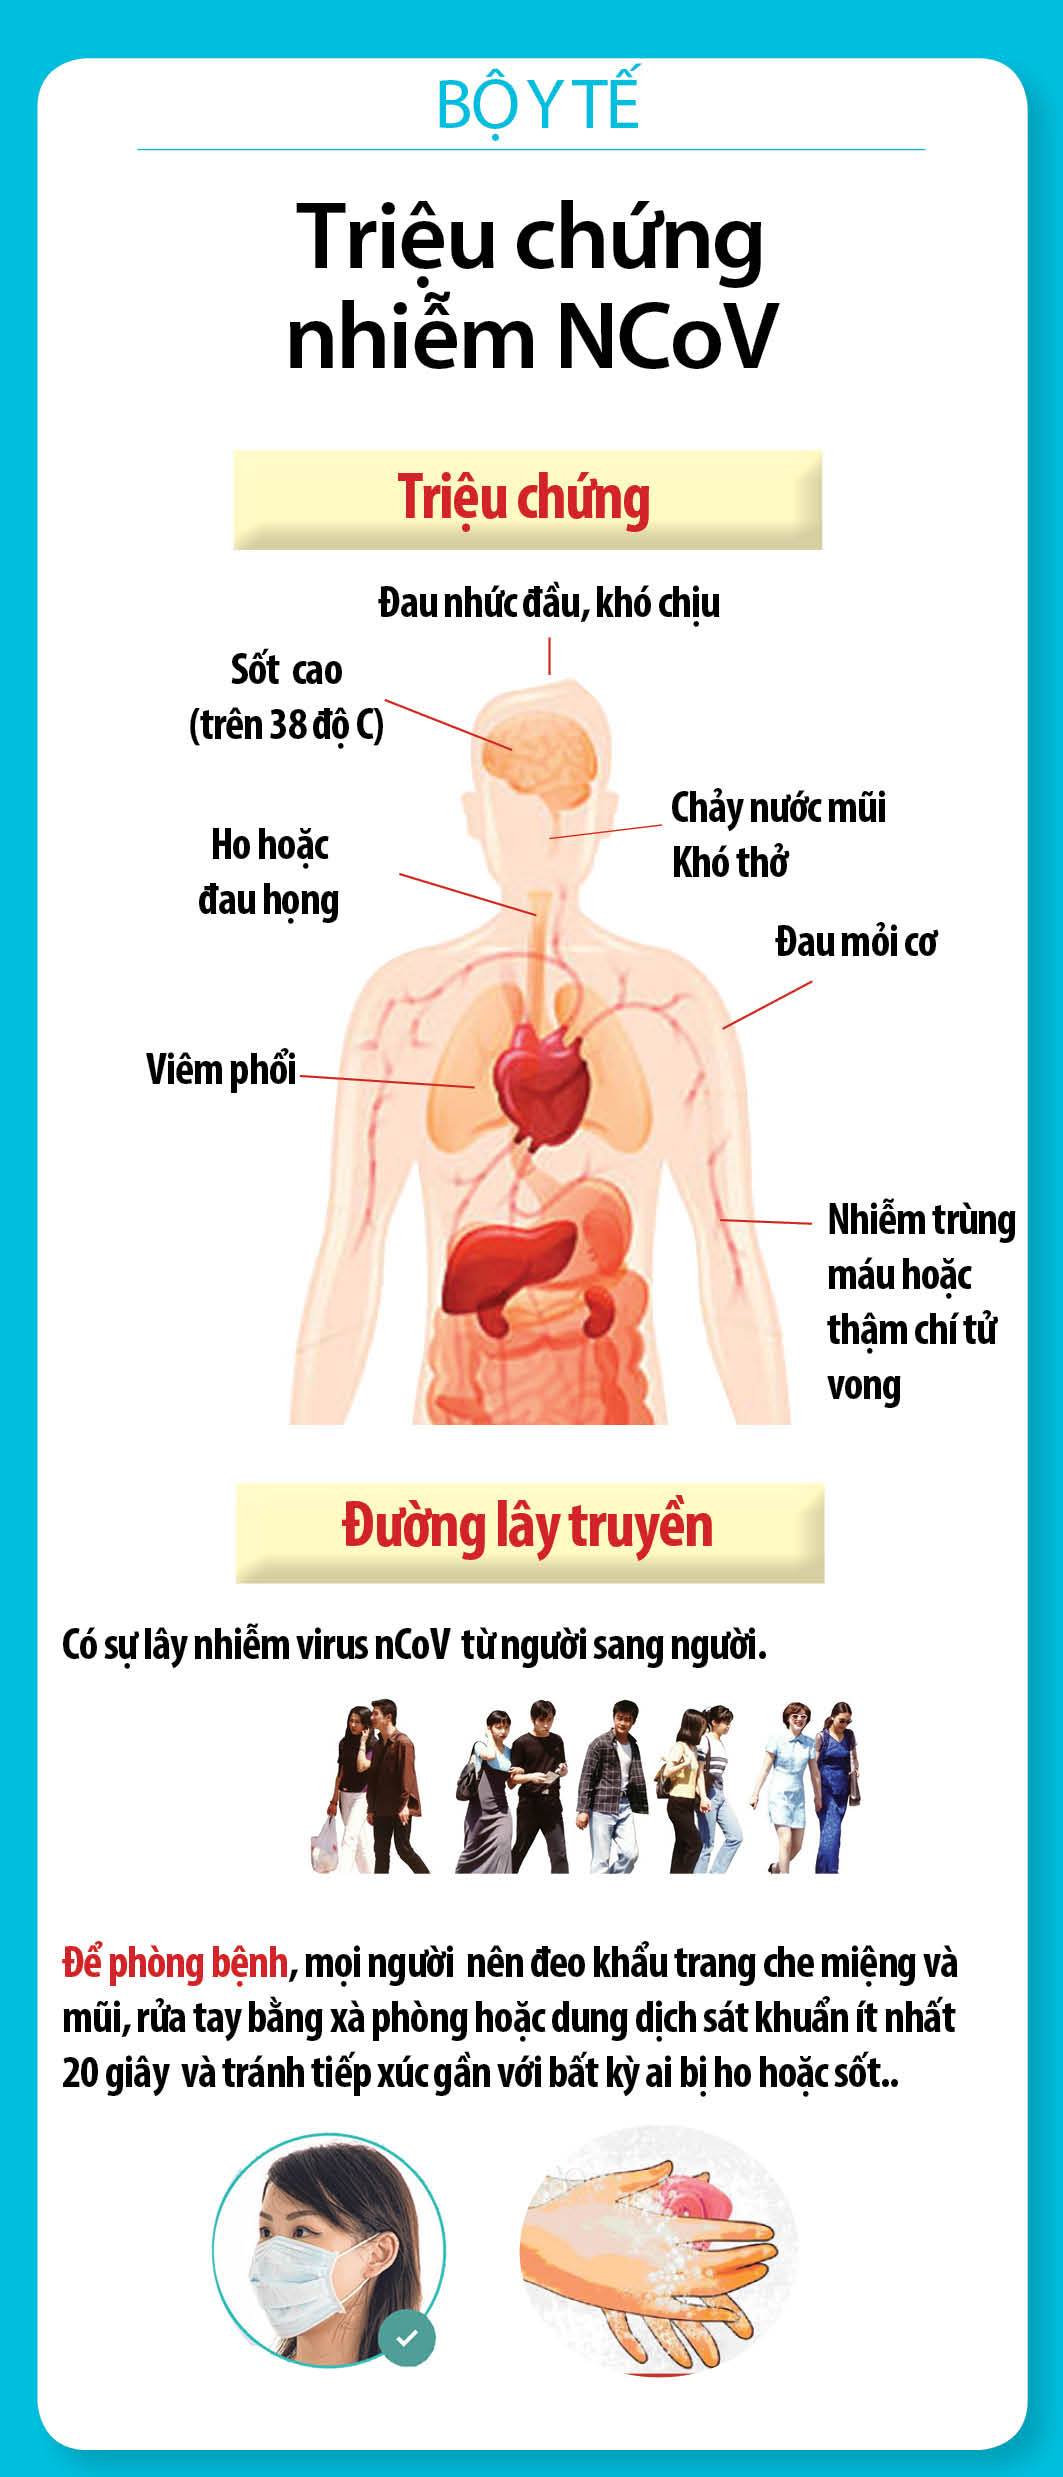 BỘ Y TẾ
Triệu chứng
nhiễm NCoV
Triệu chứng
Đau nhức đầu, khó chịu
Sốt cao
(trên 38 độ C)
Chảy nước mũi
Khó thở
Ho hoặc
đau họng
Đau mỏi cơ
Viêm phổi
Nhiễm trùng
máu hoặc
thậm chí tử
vong
Đường lây truyền
Có sự lây nhiễm virus nCoV từ người sang người.
Để phòng bệnh, mọi người nên đeo khẩu trang che miệng và
mũi, rửa tay bằng xà phòng hoặc dung dịch sát khuẩn ít nhất
20 giây và tránh tiếp xúc gần với bất kỳ ai bị ho hoặc sốt..